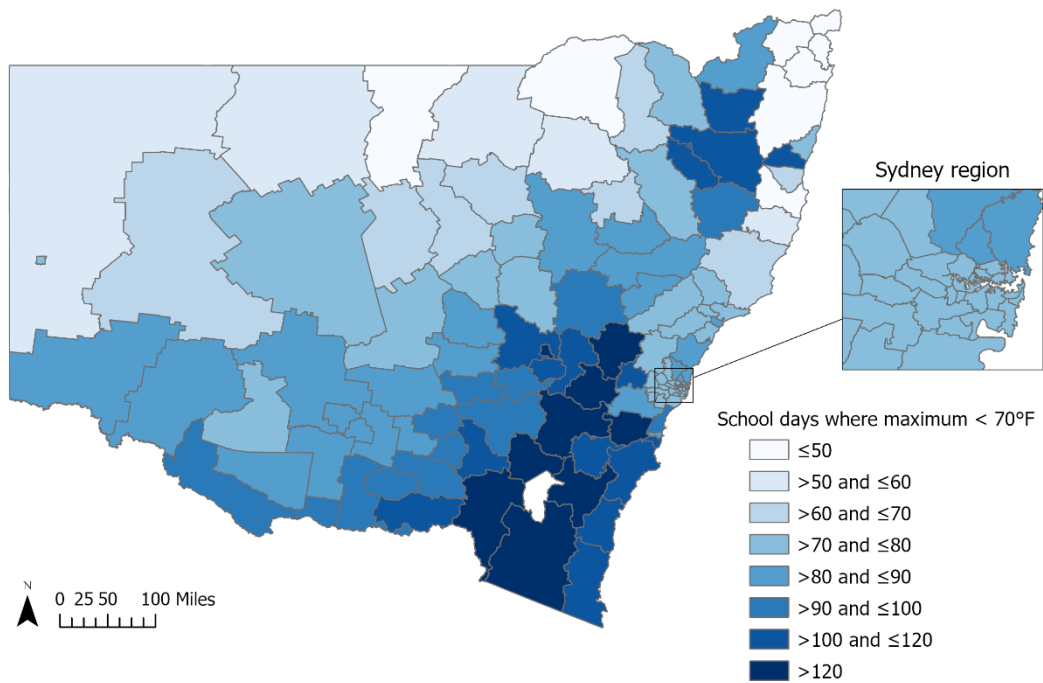 Sydney region
School days where maximum < 70°F
≤50
>50 and ≤60
>60 and ≤70
>70 and ≤80
>80 and ≤90
>90 and ≤100
>100 and ≤120
>120
N
0 25 50 100 Miles